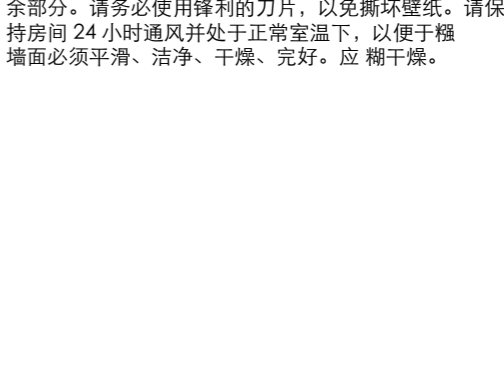 余部分。请务必使用锋利的刀片，以免撕坏壁纸。请保
持房间 24 小时通风并处于正常室温下，以便于糨
墙面必须平滑、洁净、干燥、完好。应 糊干燥。